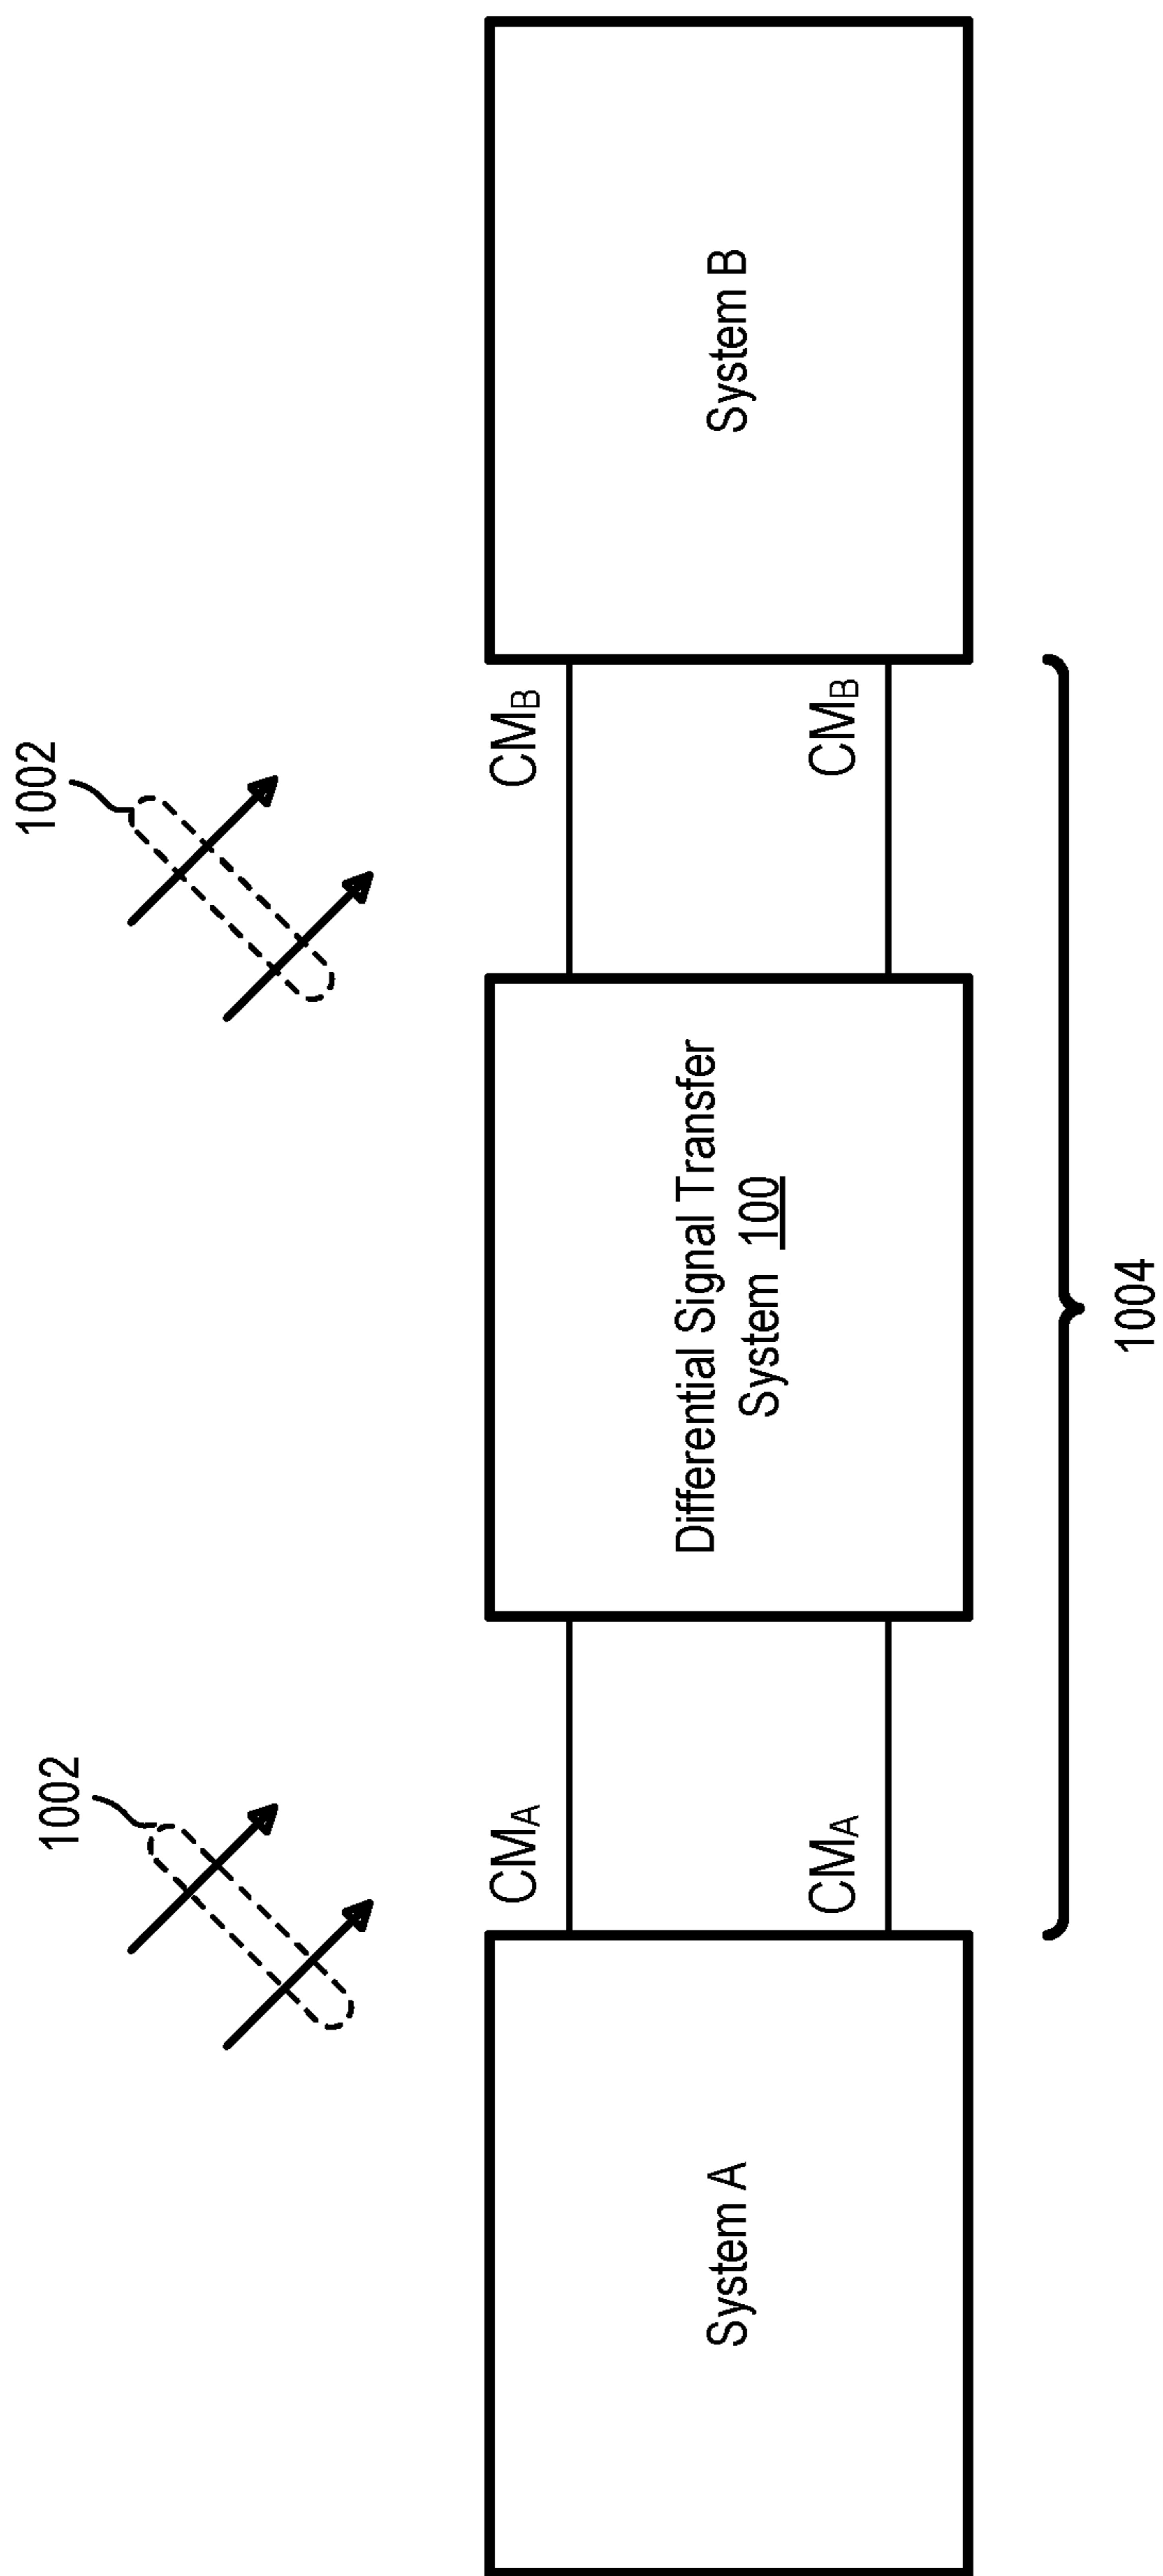 1002
1002
CMA
CMB
System A
Differential Signal Transfer
System 100
System B
CMA
CMB
1004